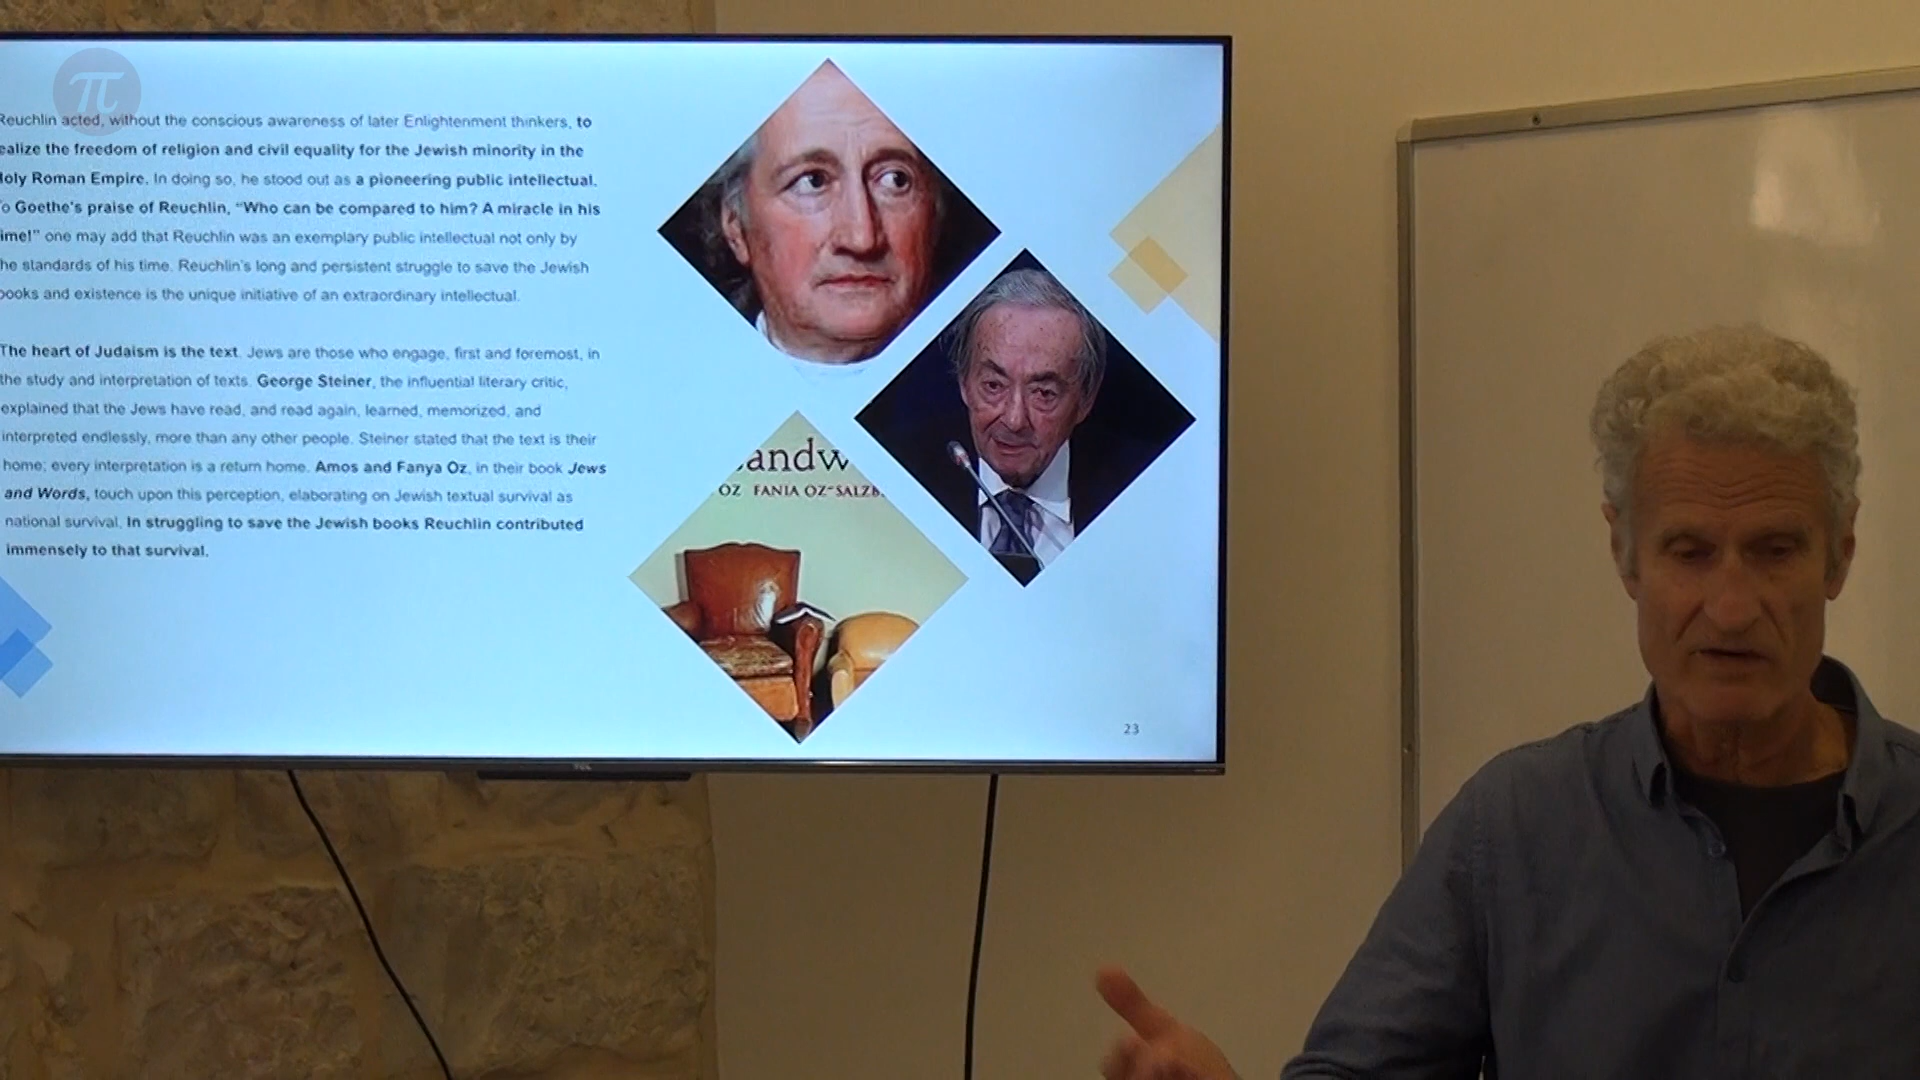 π
Reuchlin acted, without the conscious awareness of later Enlightenment thinkers, to
ealize the freedom of religion and civil equality for the Jewish minority in the
Holy Roman Empire. In doing so, he stood out as a pioneering public intellectual.
o Goethe's praise of Reuchlin, “Who can be compared to him? A miracle in his
ime!” one may add that Reuchlin was an exemplary public intellectual not only by
he standards of his time. Reuchlin's long and persistent struggle to save the Jewish
books and existence is the unique initiative of an extraordinary intellectual.
The heart of Judaism is the text. Jews are those who engage, first and foremost, in
the study and interpretation of texts. George Steiner, the influential literary critic,
explained that the Jews have read, and read again, learned, memorized, and
interpreted endlessly, more than any other people. Steiner stated that the text is their
home; every interpretation is a return home. Amos and Fanya Oz, in their book Jews
and Words, touch upon this perception, elaborating on Jewish textual survival as
national survival. In struggling to save the Jewish books Reuchlin contributed
immensely to that survival.
andw
OZ FANIA OZ-SALZB
23
TCL